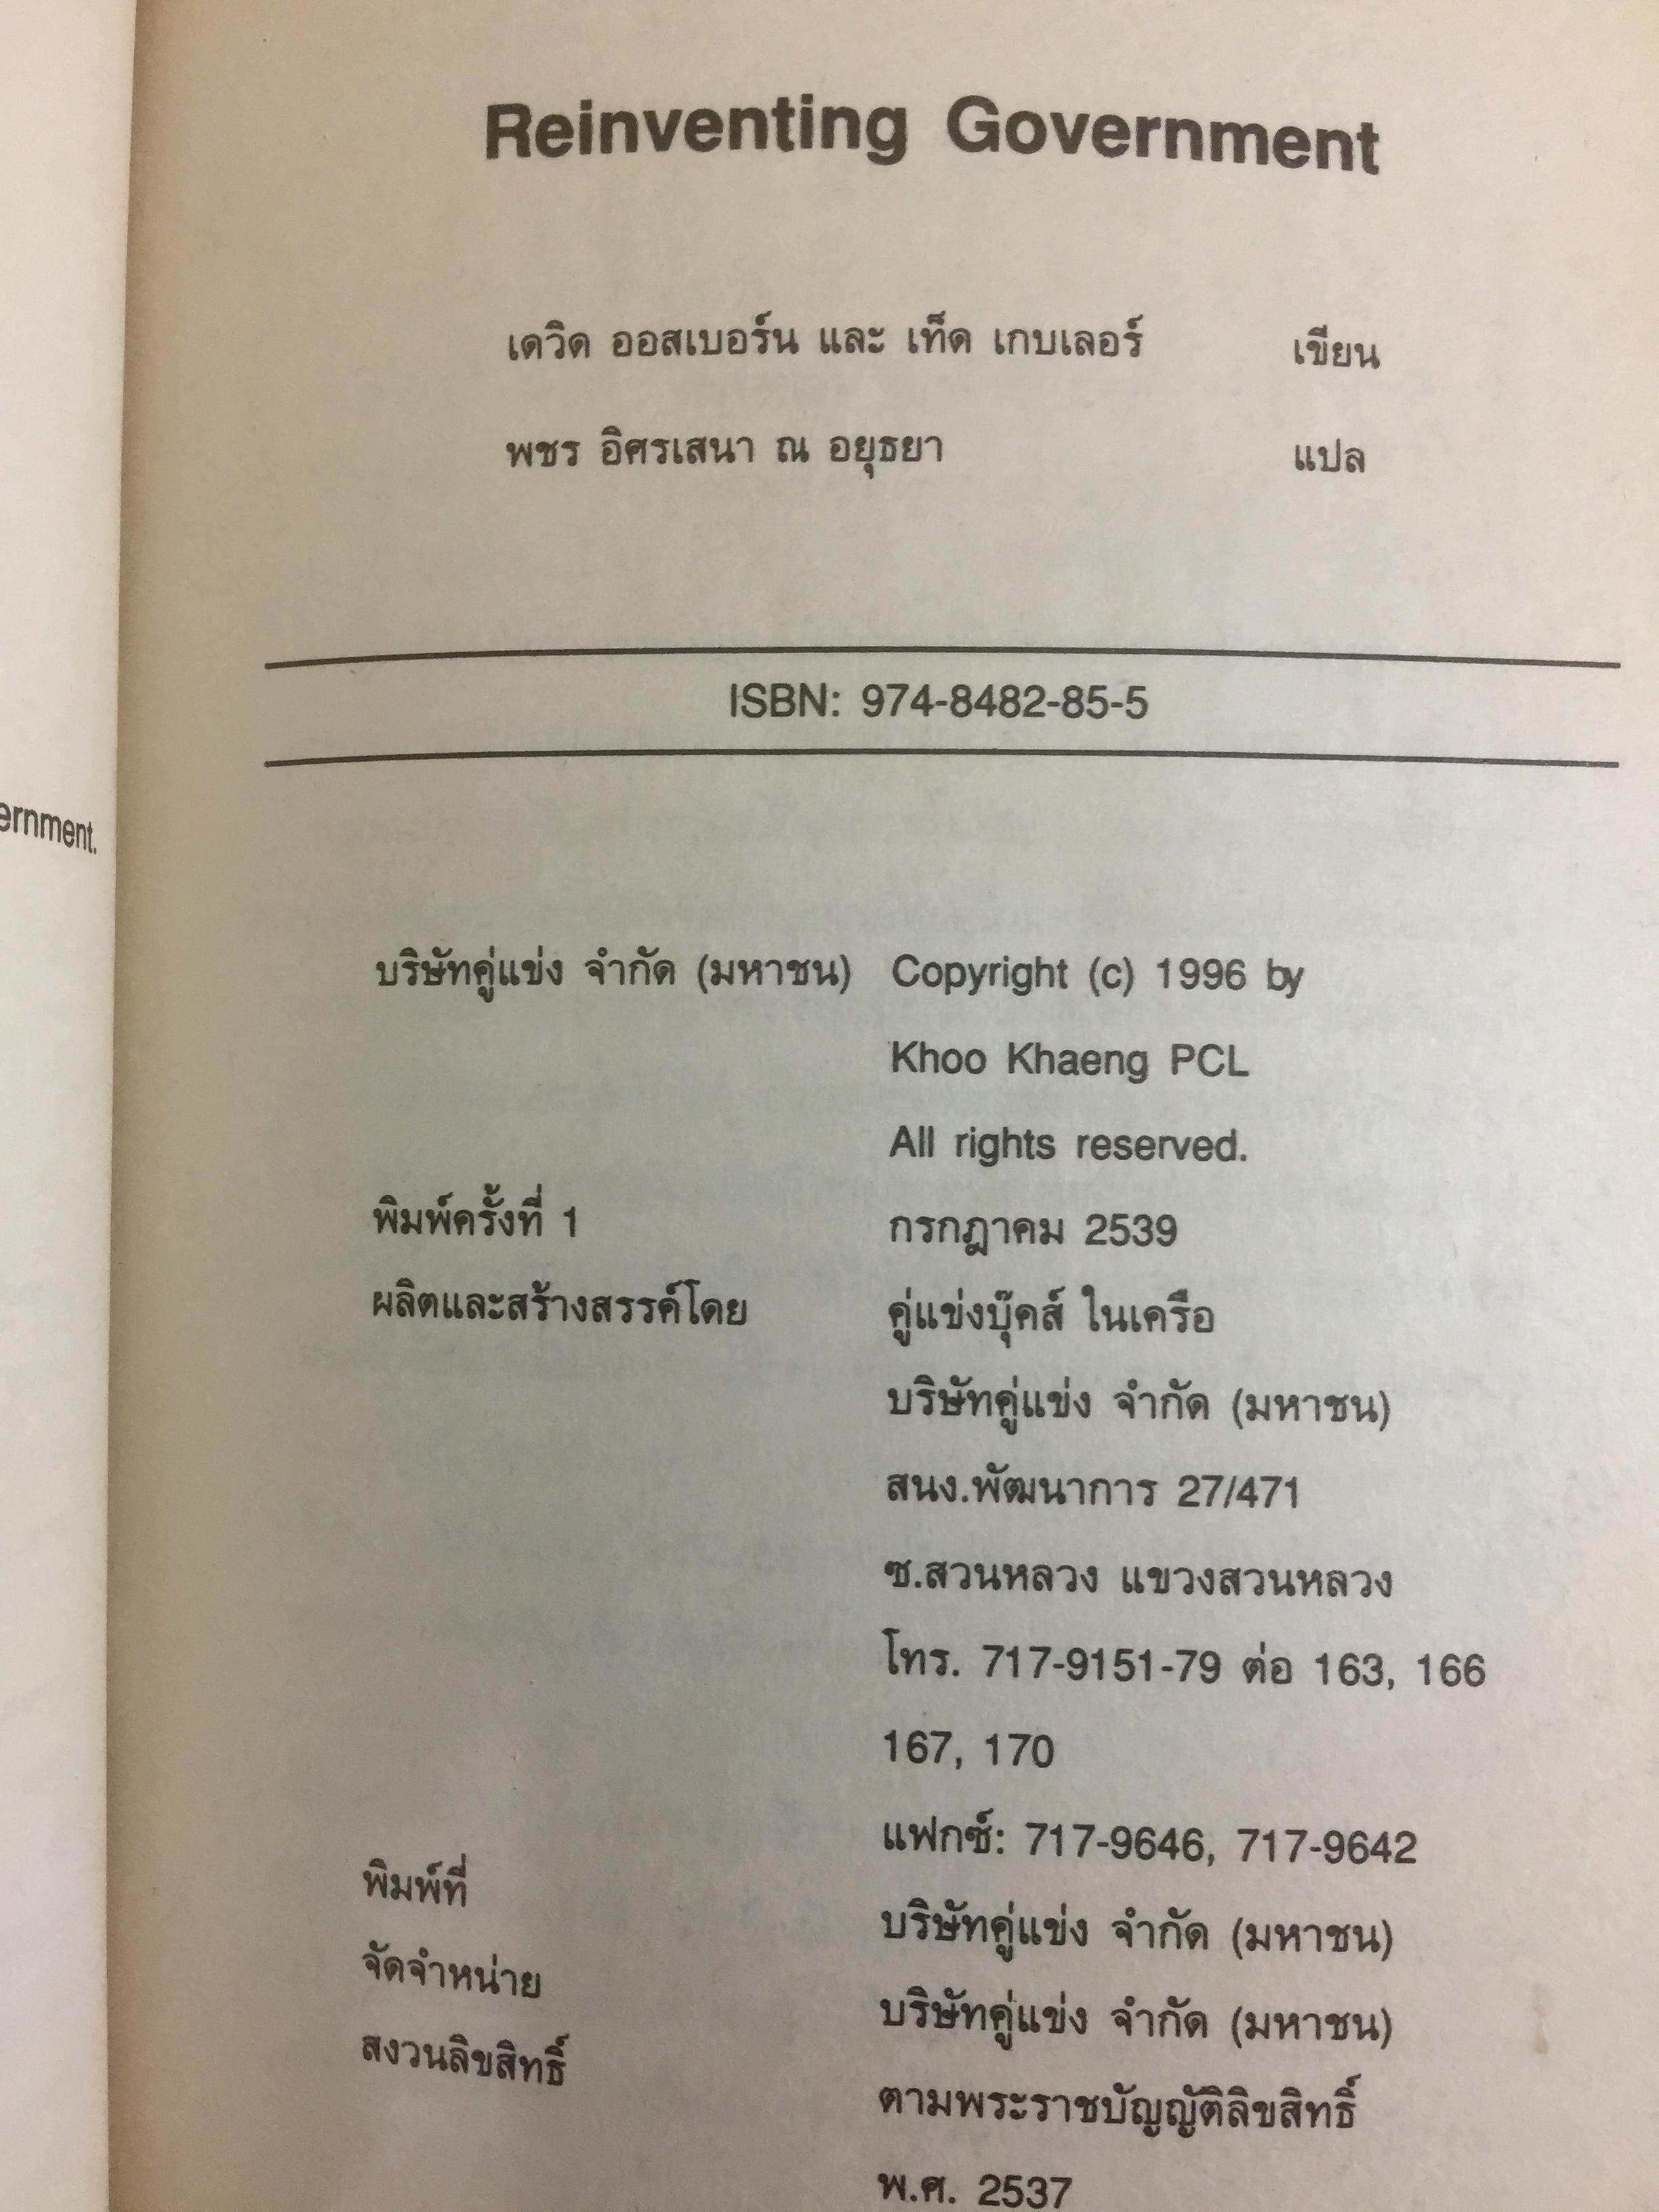 Reinventing Government
เดวิด ออสเบอร์น และ เท็ด เกบเลอร์ เขียน
พชร อิศรเสนา ณ อยุธยา แปล
ISBN: 974-8482-85-5
ernment.
บริษัทคู่แข่ง จำกัด (มหาชน) Copyright (c) 1996 by
Khoo Khaeng PCL
All rights reserved.
พิมพ์ครั้งที่ 1 กรกฎาคม 2539
ผลิตและสร้างสรรค์โดย คู่แข่งบุ๊คส์ ในเครือ
บริษัทคู่แข่ง จำกัด (มหาชน)
สนง.พัฒนาการ 27/471
ซ.สวนหลวง แขวงสวนหลวง
โทร. 717-9151-79 ต่อ 163, 166
167, 170
แฟกซ์: 717-9646, 717-9642
พิมพ์ที่ บริษัทคู่แข่ง จำกัด (มหาชน)
จัดจำหน่าย บริษัทคู่แข่ง จำกัด (มหาชน)
สงวนลิขสิทธิ์ ตามพระราชบัญญัติลิขสิทธิ์
พ.ศ. 2537